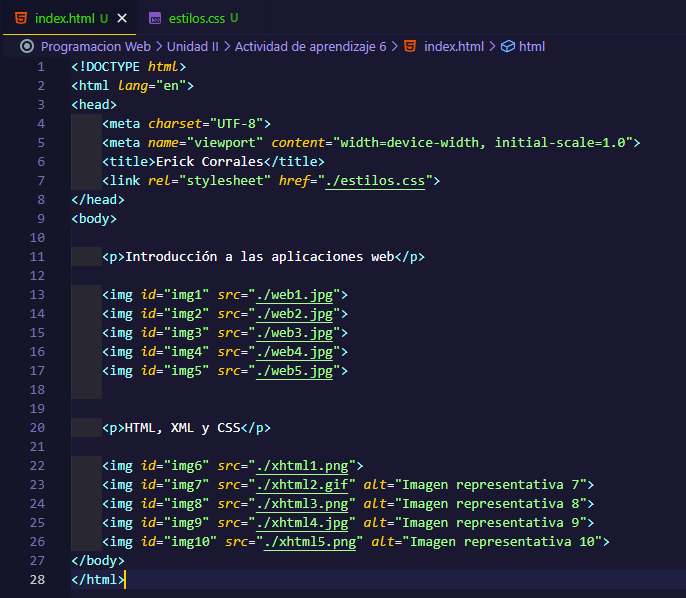 index.html U
estilos.css U
Programacion Web > Unidad II > Actividad de aprendizaje 6 > index.html > html
1 <!DOCTYPE html>
2 <html lang="en">
3 <head>
4 <meta charset="UTF-8">
5 <meta name="viewport" content="width=device-width, initial-scale=1.0">
6 <title>Erick Corrales</title>
7 <link rel="stylesheet" href="./estilos.css">
8 </head>
9 <body>
10
11 <p>Introducción a las aplicaciones web</p>
12
13 <img id="img1" src="./web1.jpg">
14 <img id="img2" src="./web2.jpg">
15 <img id="img3" src="./web3.jpg">
16 <img id="img4" src="./web4.jpg">
17 <img id="img5" src="./web5.jpg">
18
19
20 <p>HTML, XML y CSS</p>
21
22 <img id="img6" src="./xhtml1.png">
23 <img id="img7" src="./xhtml2.gif" alt="Imagen representativa 7">
24 <img id="img8" src="./xhtml3.png" alt="Imagen representativa 8">
25 <img id="img9" src="./xhtml4.jpg" alt="Imagen representativa 9">
26 <img id="img10" src="./xhtml5.png" alt="Imagen representativa 10">
27 </body>
28 </html>